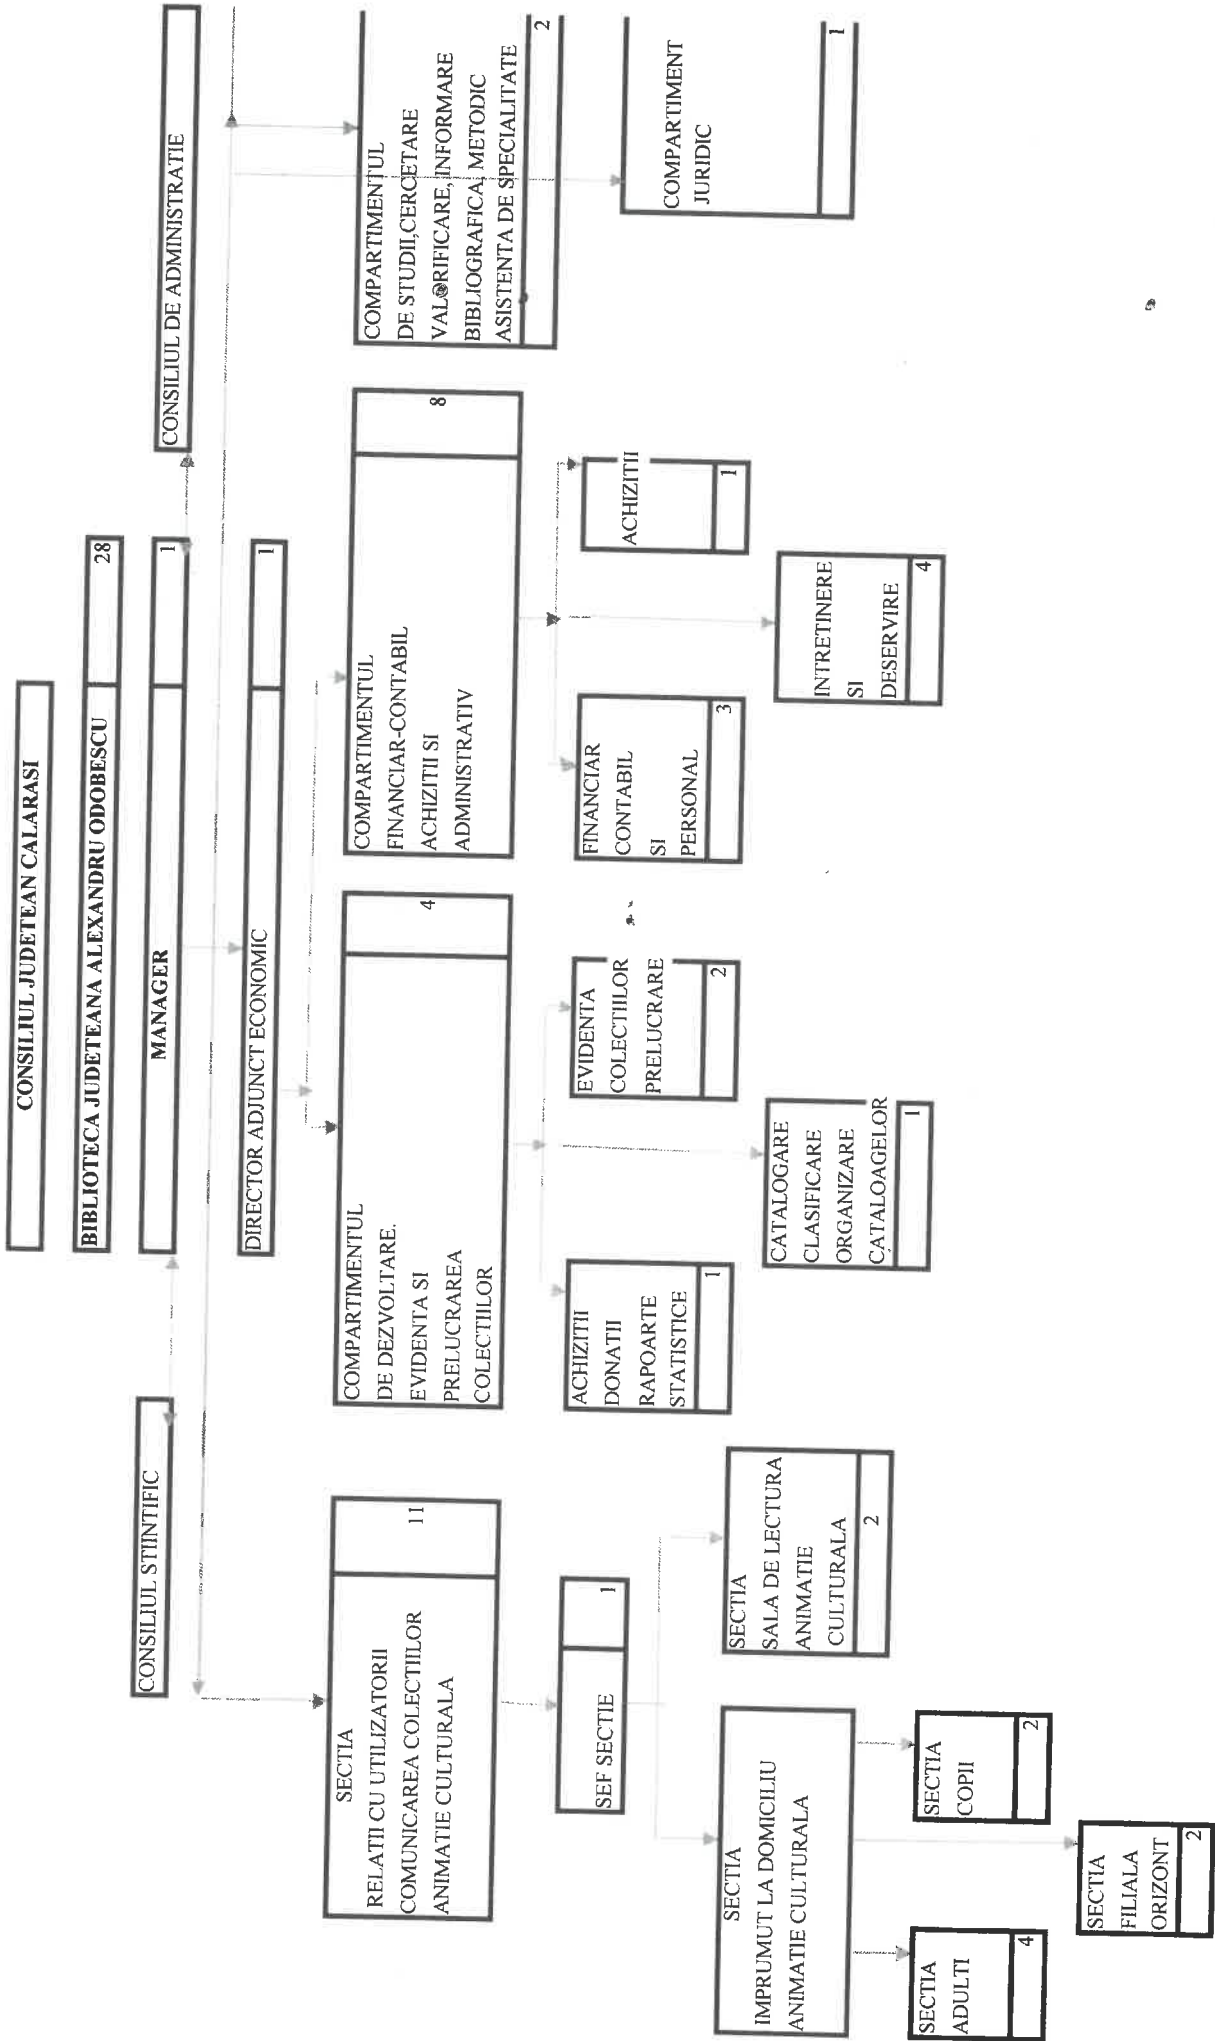 CONSILIUL JUDETEAN CALARASI
BIBLIOTECA JUDETEANA ALEXANDRU ODOBESCU 28
MANAGER 1
CONSILIUL STIINTIFIC
CONSILIUL DE ADMINISTRATIE
DIRECTOR ADJUNCT ECONOMIC 1
SECTIA
RELATII CU UTILIZATORII
COMUNICAREA COLECTIILOR
ANIMATIE CULTURALA
11
COMPARTIMENTUL
DE DEZVOLTARE.
EVIDENTA SI
PRELUCRAREA
COLECTIILOR
4
COMPARTIMENTUL
FINANCIAR-CONTABIL
ACHIZITII SI
ADMINISTRATIV
8
COMPARTIMENTUL
DE STUDII,CERCETARE
VALORIFICARE, INFORMARE
BIBLIOGRAFICA, METODIC
ASISTENTA DE SPECIALITATE
2
SEF SECTIE 1
ACHIZITII
DONATII
RAPOARTE
STATISTICE
1
EVIDENTA
COLECTIILOR
PRELUCRARE
2
FINANCIAR
CONTABIL
SI
PERSONAL
3
ACHIZITII
1
COMPARTIMENT
JURIDIC
1
SECTIA
IMPRUMUT LA DOMICILIU
ANIMATIE CULTURALA
SECTIA
SALA DE LECTURA
ANIMATIE
CULTURALA
2
CATALOGARE
CLASIFICARE
ORGANIZARE
CATALOAGELOR
1
INTRETINERE
SI
DESERVIRE
4
SECTIA
ADULTI
4
SECTIA
COPII
2
SECTIA
FILIALA
ORIZONT
2